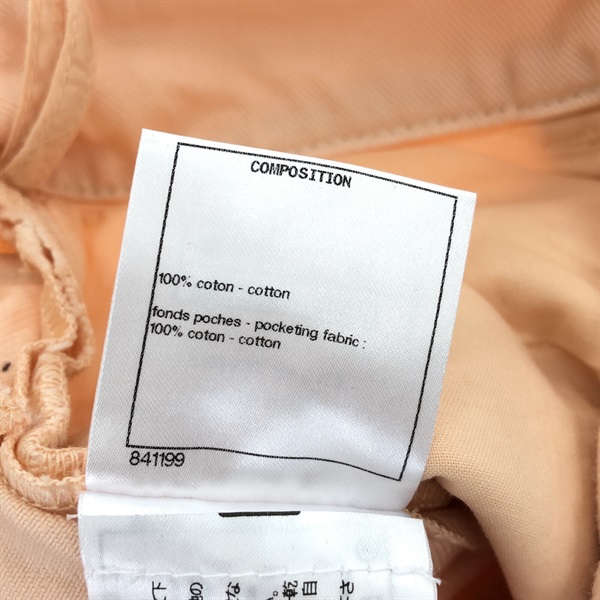 COMPOSITION
100% coton - cotton
fonds poches - pocketing fabric :
100% coton - cotton
841199